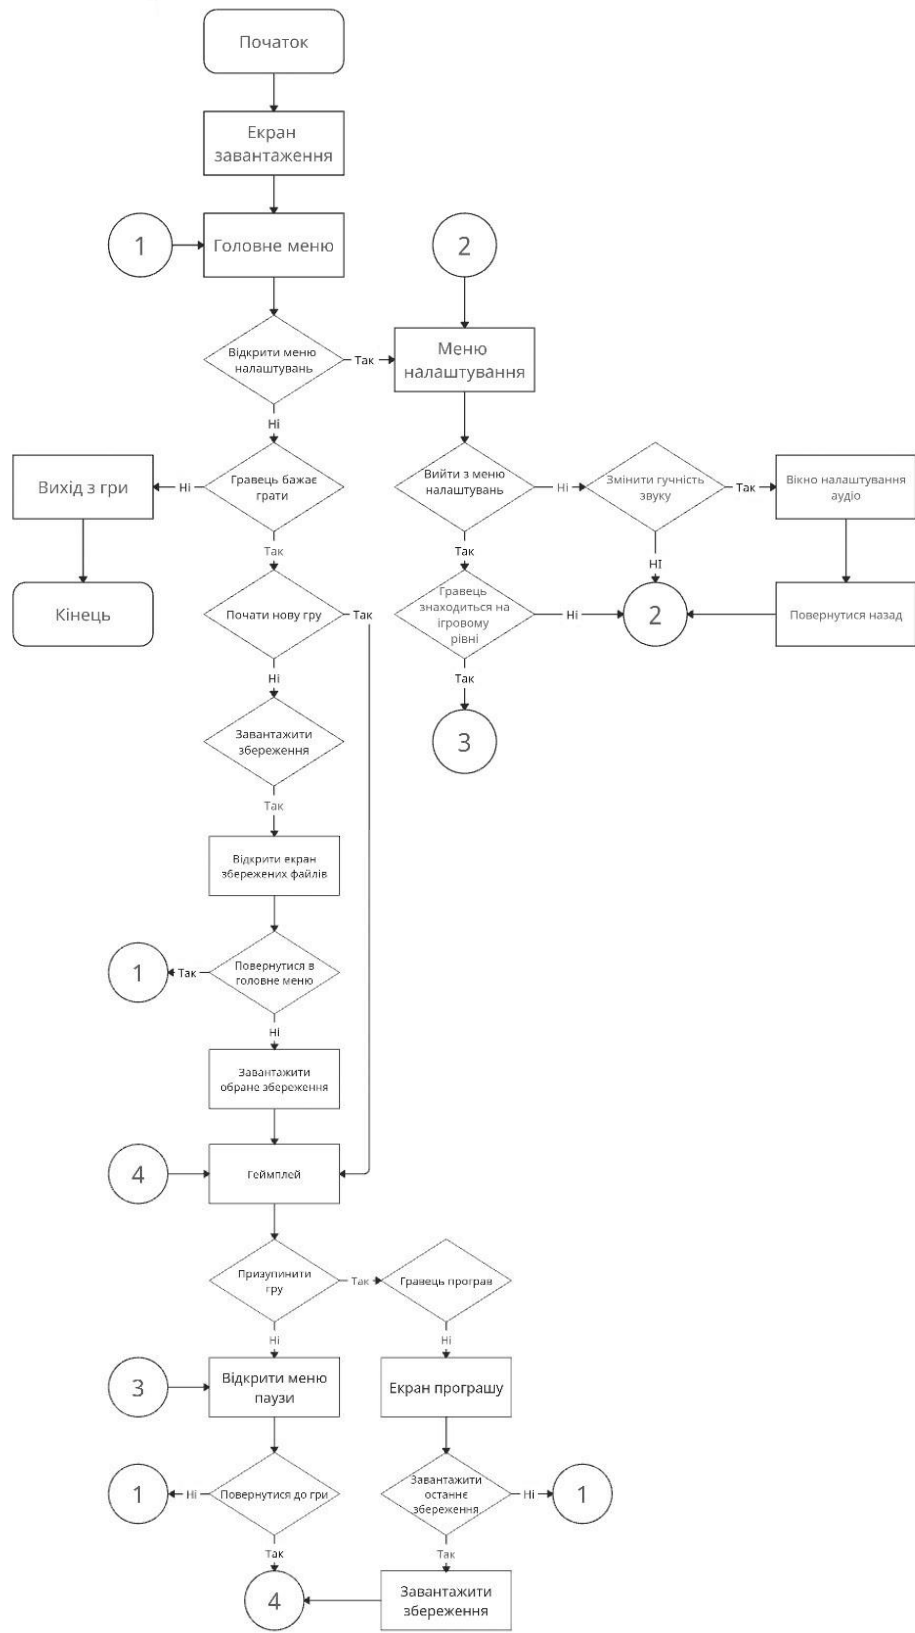 Початок
Екран
завантаження
1
Головне меню
2
Відкрити меню
налаштувань
Так
Меню
налаштування
Ні
Вихід з гри
Ні
Гравець бажає
грати
Вийти з меню
налаштувань
Ні
Змінити гучність
звуку
Так
Вікно налаштування
аудіо
Так
Так
НІ
Кінець
Почати нову гру
Так
Гравець
знаходиться на
ігровому
рівні
Ні
2
Повернутися назад
Ні
Так
Завантажити
збереження
3
Так
Відкрити екран
збережених файлів
1
Так
Повернутися в
головне меню
Ні
Завантажити
обране збереження
4
Геймплей
Призупинити
гру
Так
Гравець програв
Ні
Ні
3
Відкрити меню
паузи
Екран програшу
1
Ні
Повернутися до гри
Завантажити
останнє
збереження
Ні
1
Так
Так
4
Завантажити
збереження